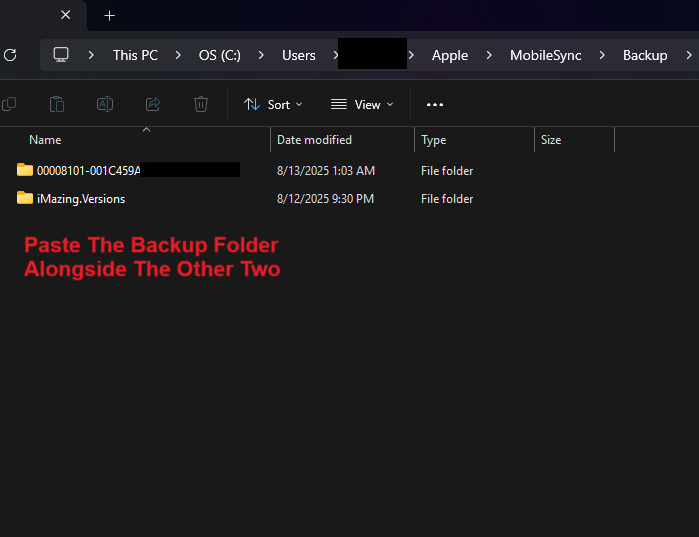 This PC > OS (C:) > Users > > Apple > MobileSync > Backup >
Sort View
Name Date modified Type Size
00008101-001C459A 8/13/2025 1:03 AM File folder
iMazing.Versions 8/12/2025 9:30 PM File folder
Paste The Backup Folder
Alongside The Other Two